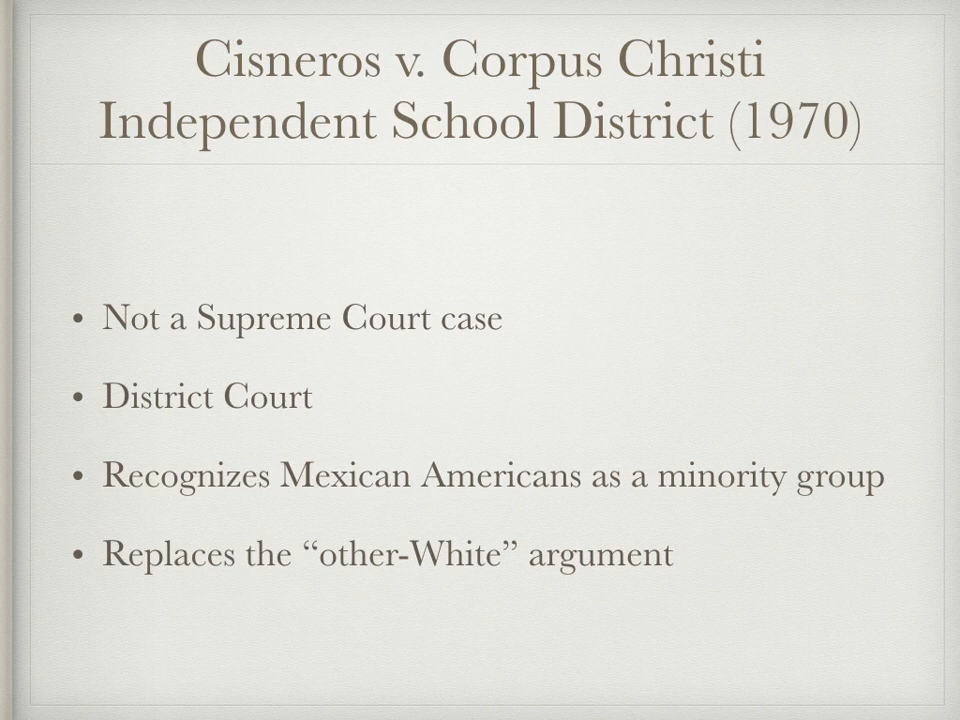 Cisneros v. Corpus Christi
Independent School District (1970)
• Not a Supreme Court case
• District Court
• Recognizes Mexican Americans as a minority group
• Replaces the “other-White” argument